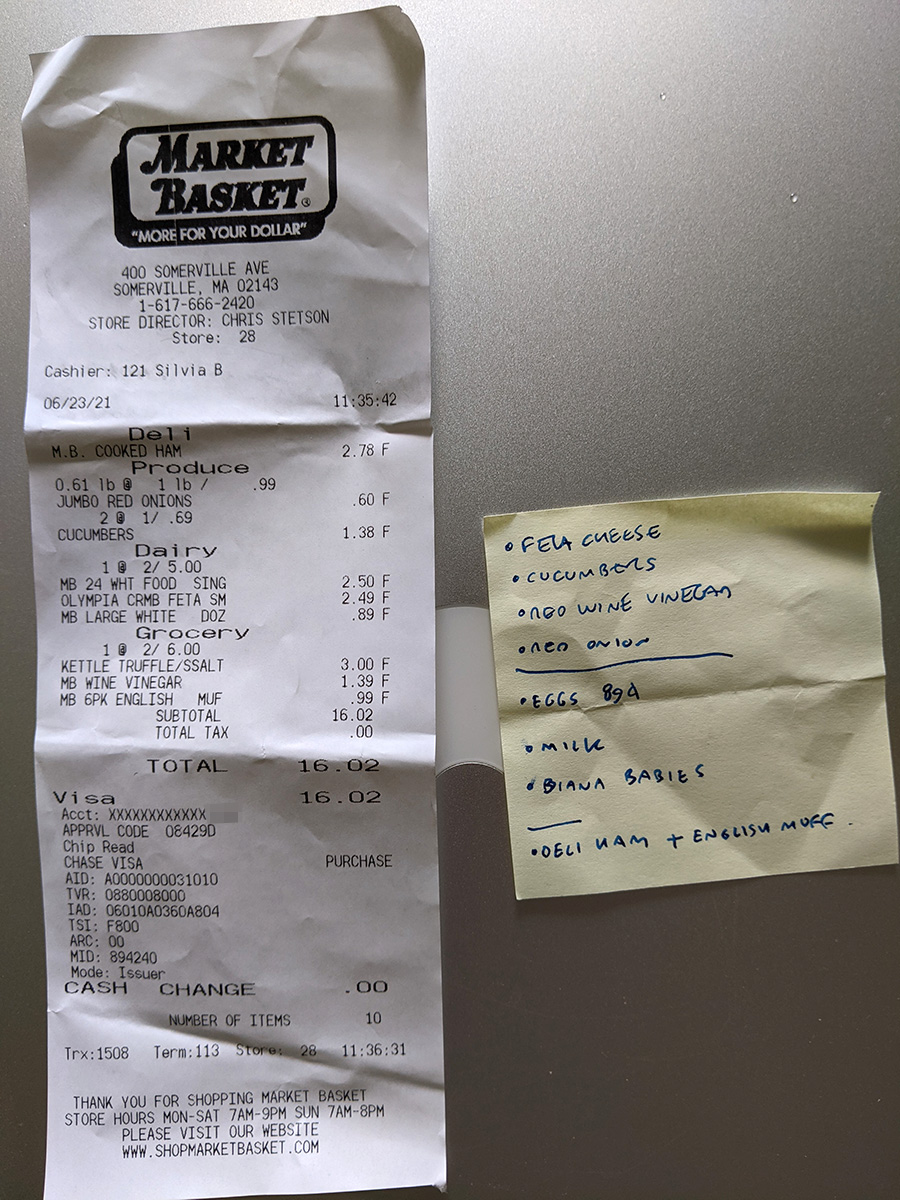 MARKET
BASKET®
"MORE FOR YOUR DOLLAR"
400 SOMERVILLE AVE
SOMERVILLE, MA 02143
1-617-666-2420
STORE DIRECTOR: CHRIS STETSON
Store: 28
Cashier: 121 Silvia B
06/23/21 11:35:42
Deli
M.B. COOKED HAM 2.78 F
Produce
0.61 lb @ 1 lb / .99
JUMBO RED ONIONS .60 F
2 @ 1/ .69
CUCUMBERS 1.38 F
Dairy
1 @ 2/ 5.00
MB 24 WHT FOOD SING 2.50 F
OLYMPIA CRMB FETA SM 2.49 F
MB LARGE WHITE DOZ .89 F
Grocery
1 @ 2/ 6.00
KETTLE TRUFFLE/SSALT 3.00 F
MB WINE VINEGAR 1.39 F
MB 6PK ENGLISH MUF .99 F
SUBTOTAL 16.02
TOTAL TAX .00
TOTAL 16.02
Visa 16.02
Acct: XXXXXXXXXXXX
APPRVL CODE 08429D
Chip Read
CHASE VISA PURCHASE
AID: A0000000031010
TVR: 0880008000
IAD: 06010A0360A804
TSI: F800
ARC: 00
MID: 894240
Mode: Issuer
CASH CHANGE .00
NUMBER OF ITEMS 10
Trx:1508 Term:113 Store: 28 11:36:31
THANK YOU FOR SHOPPING MARKET BASKET
STORE HOURS MON-SAT 7AM-9PM SUN 7AM-8PM
PLEASE VISIT OUR WEBSITE
WWW.SHOPMARKETBASKET.COM
• FETA CHEESE
• CUCUMBERS
• RED WINE VINEGAR
• RED ONION
• EGGS 89¢
• MILK
• BIANA BABIES
• DELI HAM + ENGLISH MUFF.